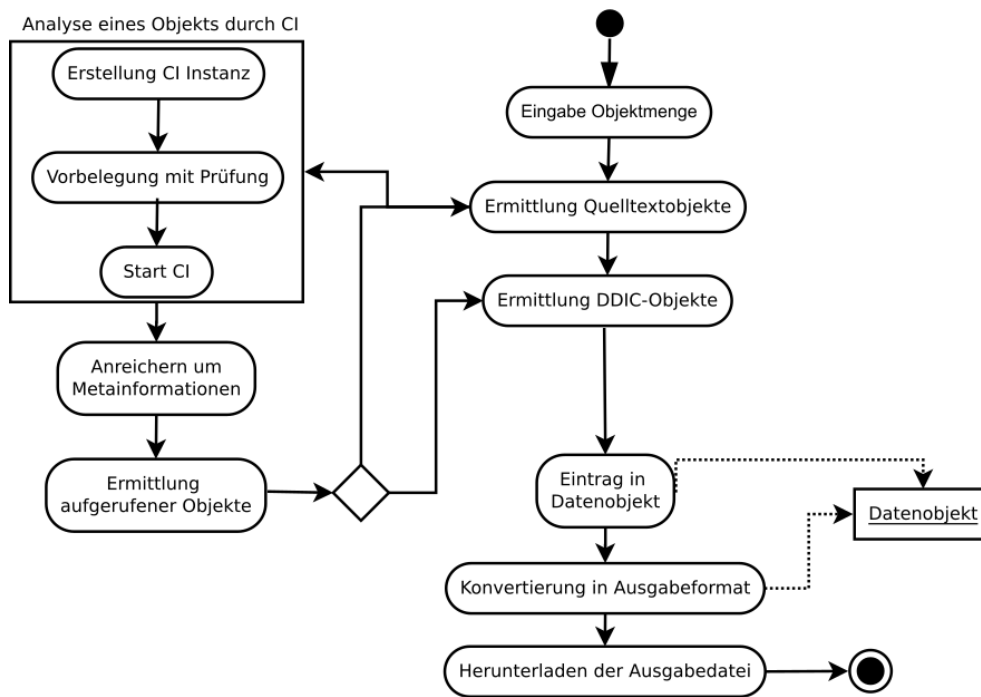 Analyse eines Objekts durch CI
Erstellung CI Instanz
Vorbelegung mit Prüfung
Start CI
Anreichern um
Metainformationen
Ermittlung
aufgerufener Objekte
Eingabe Objektmenge
Ermittlung Quelltextobjekte
Ermittlung DDIC-Objekte
Eintrag in
Datenobjekt
Datenobjekt
Konvertierung in Ausgabeformat
Herunterladen der Ausgabedatei